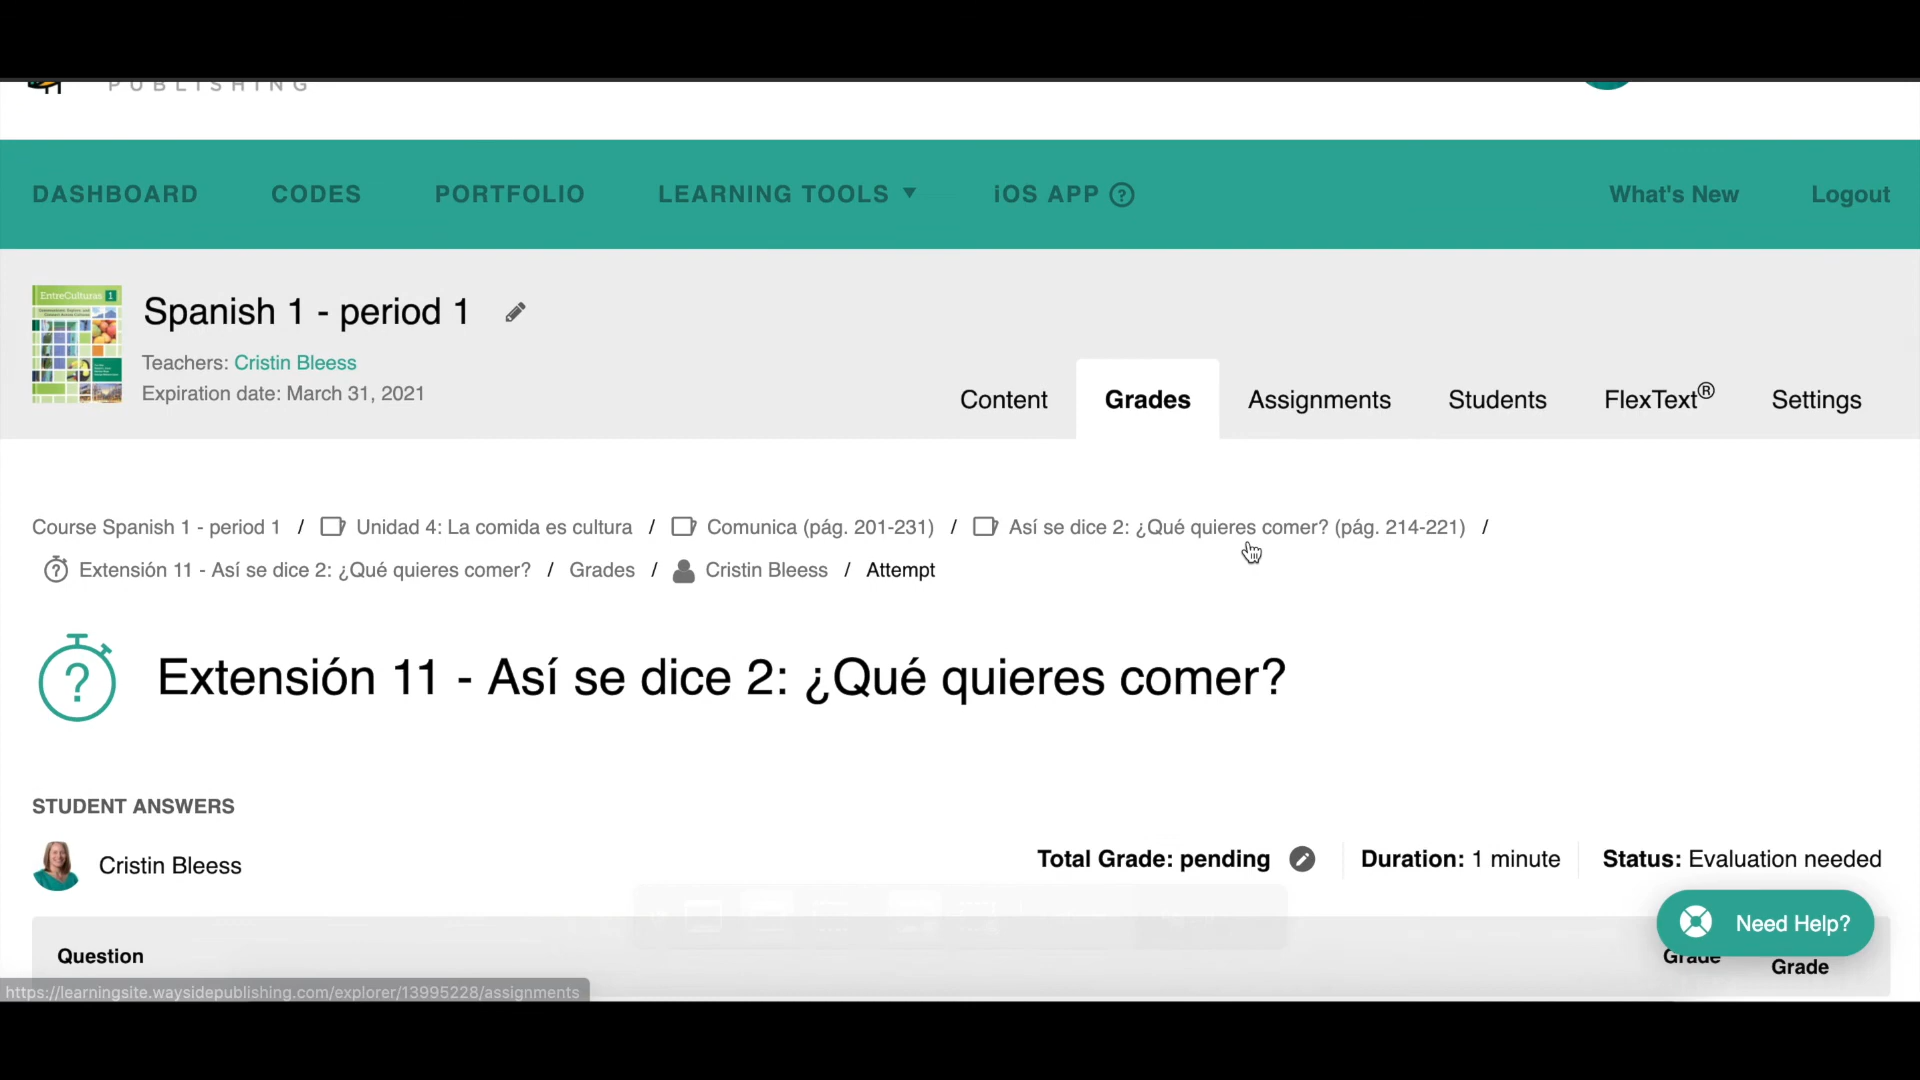 PUBLISHING
DASHBOARD CODES PORTFOLIO LEARNING TOOLS ▼ iOS APP ? What's New Logout
EntreCulturas 1
Spanish 1 - period 1
Teachers: Cristin Bleess
Expiration date: March 31, 2021
Content Grades Assignments Students FlexText® Settings
Course Spanish 1 - period 1 / Unidad 4: La comida es cultura / Comunica (pág. 201-231) / Así se dice 2: ¿Qué quieres comer? (pág. 214-221) /
Extensión 11 - Así se dice 2: ¿Qué quieres comer? / Grades / Cristin Bleess / Attempt
? Extensión 11 - Así se dice 2: ¿Qué quieres comer?
STUDENT ANSWERS
Cristin Bleess
Total Grade: pending Duration: 1 minute Status: Evaluation needed
Need Help?
Question Grade Grade
https://learningsite.waysidepublishing.com/explorer/13995228/assignments